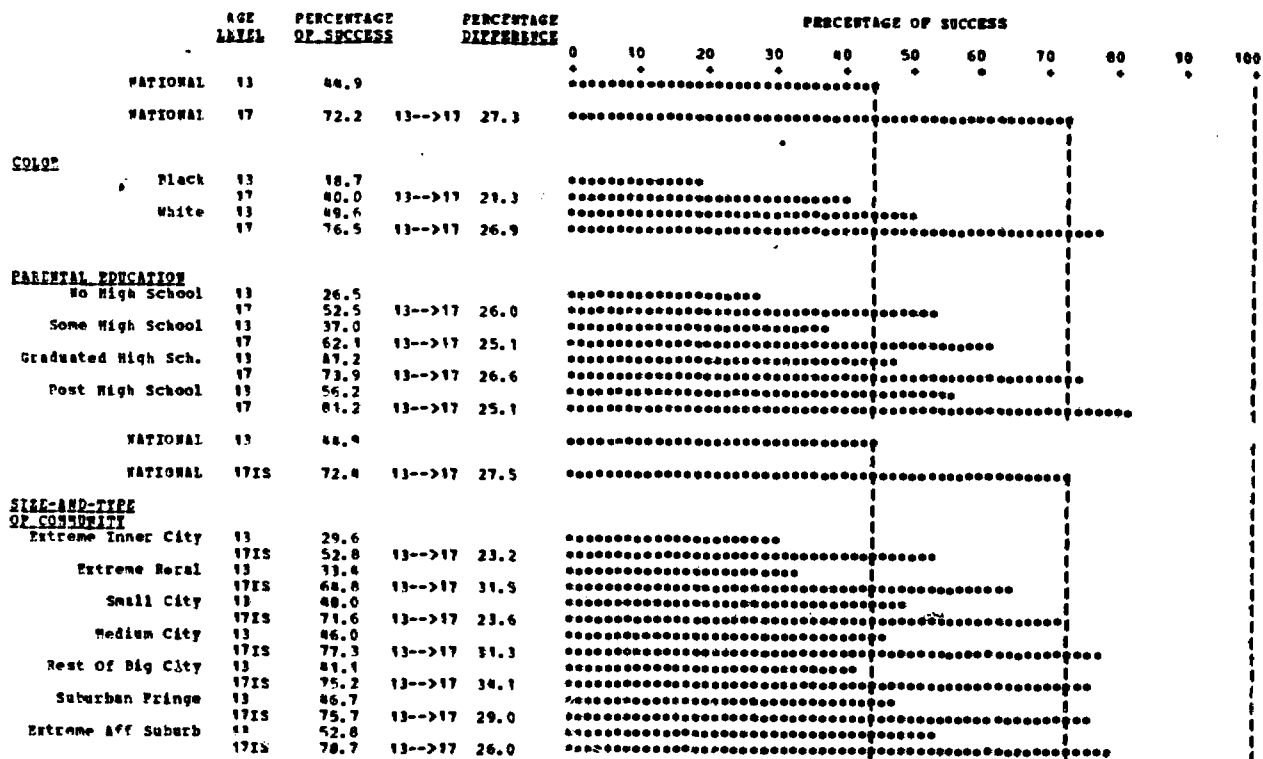 AGE PERCENTAGE PERCENTAGE PERCENTAGE OF SUCCESS
LEVEL OF SUCCESS DIFFERENCE
0 10 20 30 40 50 60 70 80 90 100
NATIONAL 13 44.9
NATIONAL 17 72.2 13-->17 27.3
COLOR
Black 13 18.7
17 40.0 13-->17 21.3
White 13 49.6
17 76.5 13-->17 26.9
PARENTAL EDUCATION
No High School 13 26.5
17 52.5 13-->17 26.0
Some High School 13 37.0
17 62.1 13-->17 25.1
Graduated High Sch. 13 47.2
17 73.9 13-->17 26.6
Post High School 13 56.2
17 81.2 13-->17 25.1
NATIONAL 13 44.9
NATIONAL 17IS 72.4 13-->17 27.5
SIZE-AND-TYPE
OF COMMUNITY
Extreme Inner City 13 29.6
17IS 52.8 13-->17 23.2
Extreme Rural 13 33.4
17IS 64.8 13-->17 31.5
Small City 13 48.0
17IS 71.6 13-->17 23.6
Medium City 13 46.0
17IS 77.3 13-->17 31.3
Rest Of Big City 13 41.1
17IS 75.2 13-->17 34.1
Suburban Fringe 13 46.7
17IS 75.7 13-->17 29.0
Extreme Aff Suburb 13 52.8
17IS 78.7 13-->17 26.0